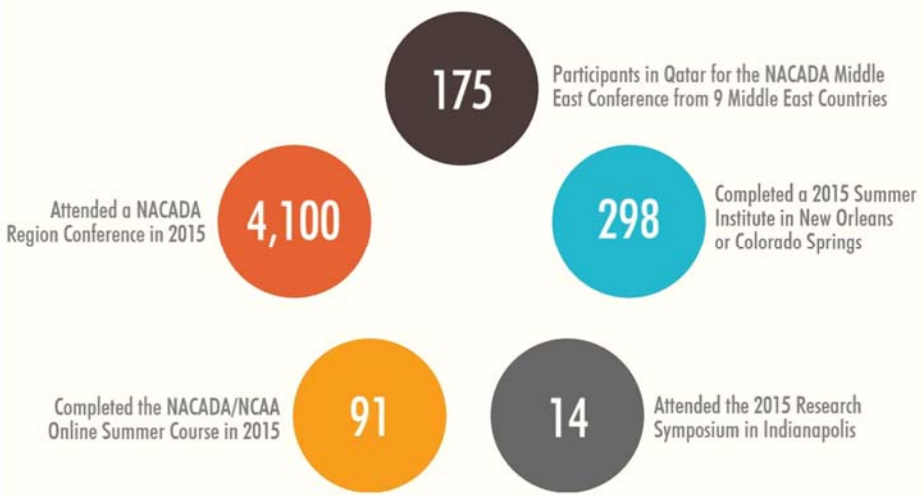 175
Participants in Qatar for the NACADA Middle
East Conference from 9 Middle East Countries
Attended a NACADA
Region Conference in 2015
4,100
298
Completed a 2015 Summer
Institute in New Orleans
or Colorado Springs
Completed the NACADA/NCAA
Online Summer Course in 2015
91
14
Attended the 2015 Research
Symposium in Indianapolis